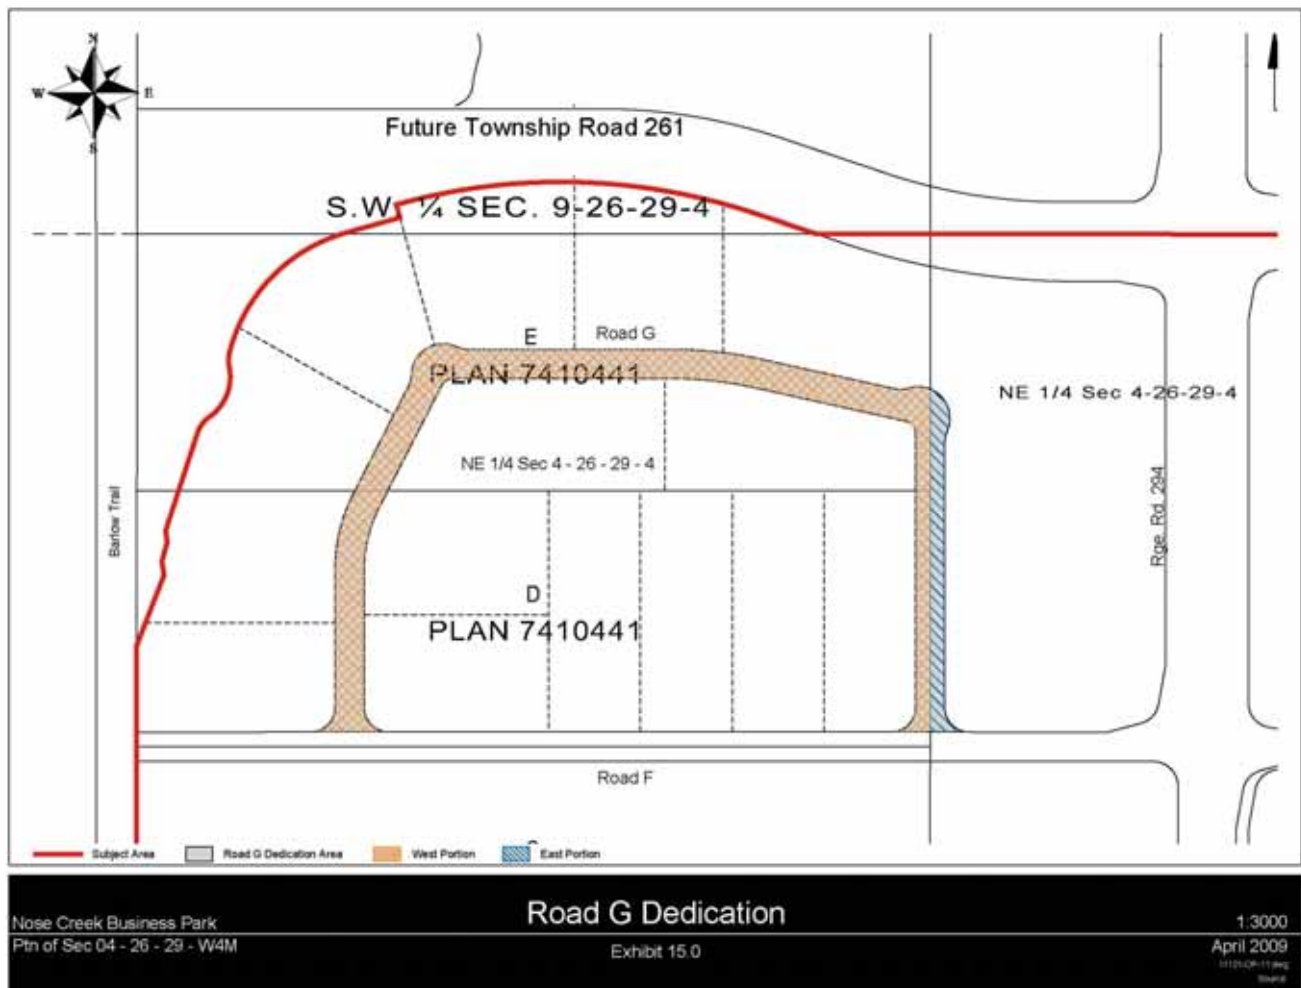 N
W E
S
Future Township Road 261
S.W. ¼ SEC. 9-26-29-4
E
Road G
PLAN 7410441
NE 1/4 Sec 4-26-29-4
NE 1/4 Sec 4 - 26 - 29 - 4
Barlow Trail
Rge. Rd. 294
D
PLAN 7410441
Road F
Subject Area
Road G Dedication Area
West Portion
East Portion
Nose Creek Business Park
Ptn of Sec 04 - 26 - 29 - W4M
Road G Dedication
Exhibit 15.0
1:3000
April 2009